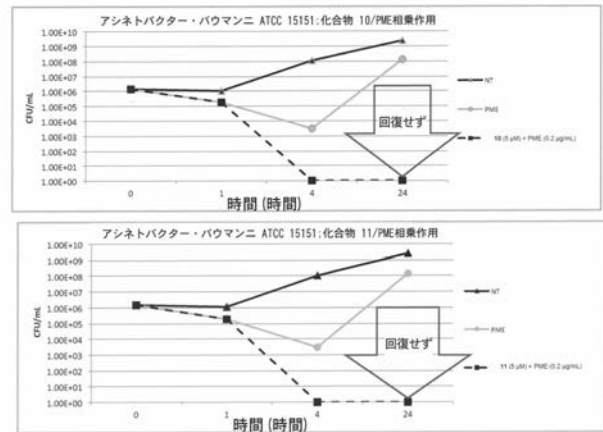 アシネトバクター・バウマンニ ATCC 15151;化合物 10/PME相乗作用
1.00E+10
1.00E+09
1.00E+08
1.00E+07
1.00E+06
1.00E+05
1.00E+04
1.00E+03
1.00E+02
1.00E+01
1.00E+00
CFU/mL
0
1
4
24
時間 (時間)
回復せず
NT
PME
10 (5 μM) + PME (0.2 μg/mL)
アシネトバクター・バウマンニ ATCC 15151;化合物 11/PME相乗作用
1.00E+10
1.00E+09
1.00E+08
1.00E+07
1.00E+06
1.00E+05
1.00E+04
1.00E+03
1.00E+02
1.00E+01
1.00E+00
CFU/mL
0
1
4
24
時間 (時間)
回復せず
NT
PME
11 (5 μM) + PME (0.2 μg/mL)